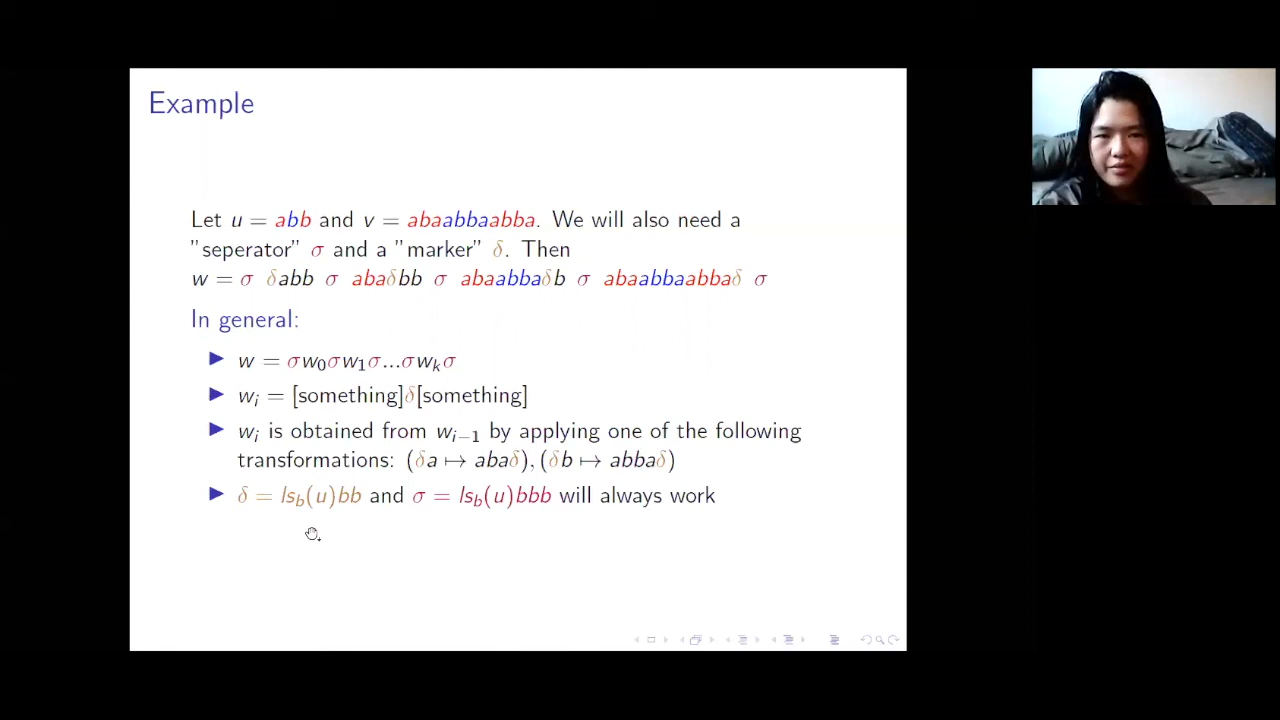 Example
Let u = abb and v = abaabbaabba. We will also need a
"seperator" σ and a "marker" δ. Then
w = σ δabb σ abaδbb σ abaabbaδb σ abaabbaabbaδ σ
In general:
▶ w = σw₀σw₁σ...σwₖσ
▶ wᵢ = [something]δ[something]
▶ wᵢ is obtained from wᵢ₋₁ by applying one of the following
transformations: (δa ↦ abaδ), (δb ↦ abbaδ)
▶ δ = ls_b(u)bb and σ = ls_b(u)bbb will always work